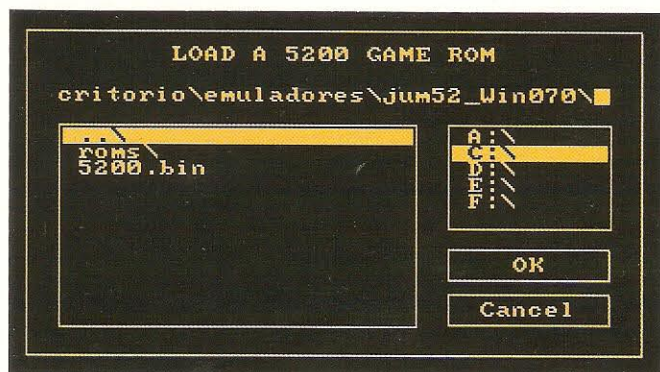 LOAD A 5200 GAME ROM
critorio\emuladores\jum52_Win070\
..\
roms\
5200.bin
A:\
C:\
D:\
E:\
F:\
OK
Cancel